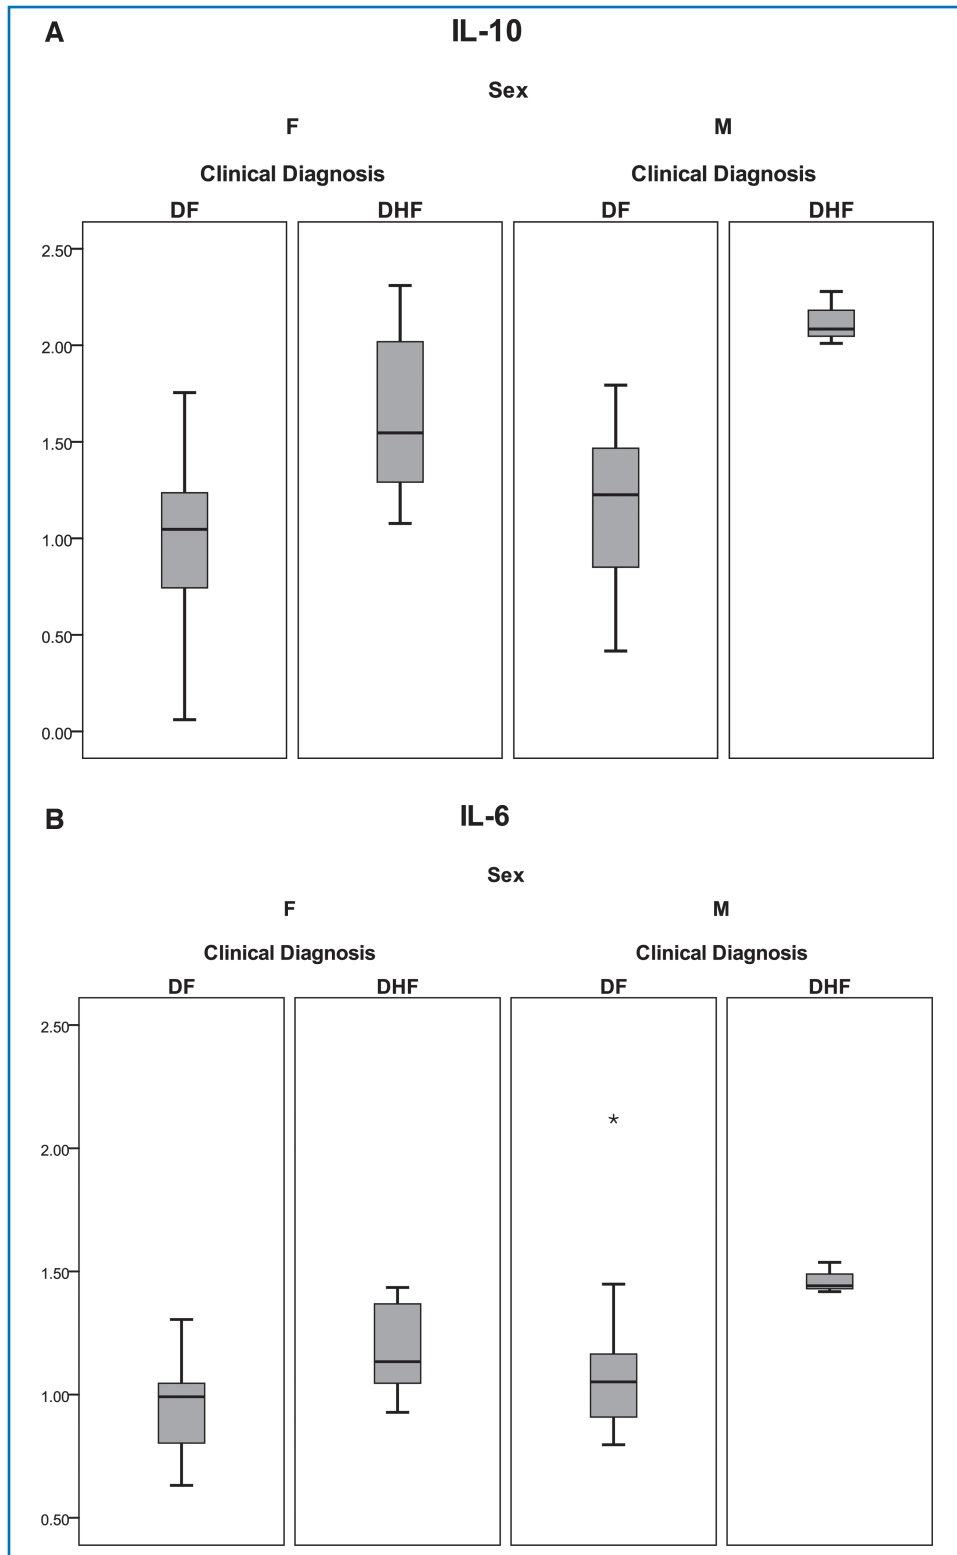 A
IL-10
Sex
F M
Clinical Diagnosis Clinical Diagnosis
DF DHF DF DHF
2.50
2.00
1.50
1.00
0.50
0.00
B
IL-6
Sex
F M
Clinical Diagnosis Clinical Diagnosis
DF DHF DF DHF
2.50
2.00
*
1.50
1.00
0.50